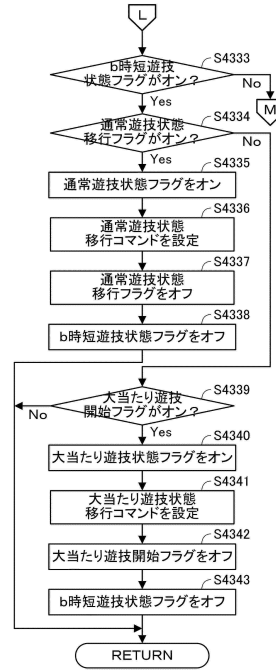 L
S4333
b時短遊技
状態フラグがオン？
No
M
Yes
S4334
通常遊技状態
移行フラグがオン？
No
Yes
S4335
通常遊技状態フラグをオン
S4336
通常遊技状態
移行コマンドを設定
S4337
通常遊技状態
移行フラグをオフ
S4338
b時短遊技状態フラグをオフ
S4339
大当たり遊技
開始フラグがオン？
No
Yes
S4340
大当たり遊技状態フラグをオン
S4341
大当たり遊技状態
移行コマンドを設定
S4342
大当たり遊技開始フラグをオフ
S4343
b時短遊技状態フラグをオフ
RETURN